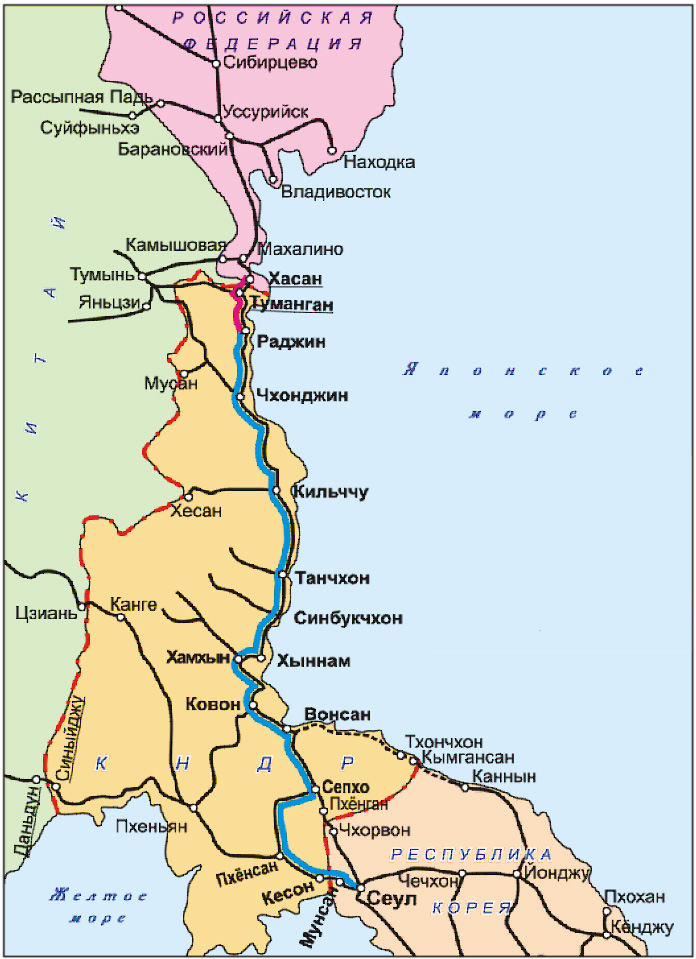 РОССИЙСКАЯ
ФЕДЕРАЦИЯ
Сибирцево
Рассыпная Падь
Уссурийск
Суйфыньхэ
Барановский
Находка
Владивосток
КИТАЙ
Камышовая
Махалино
Тумынь
Хасан
Яньцзи
Туманган
Раджин
Японское
море
Мусан
Чхонджин
Кильччу
Хесан
Танчхон
Цзиань
Канге
Синбукчхон
Хамхын
Хыннам
Ковон
Вонсан
Тхончхон
Кымгансан
Каннын
КНДР
Синыйджу
Даньдун
Сепхо
Пхёнган
Пхеньян
Чхорвон
РЕСПУБЛИКА
КОРЕЯ
Пхёнсан
Кесон
Мунсан
Сеул
Чечхон
Йонджу
Пхохан
Кёнджу
Желтое
море